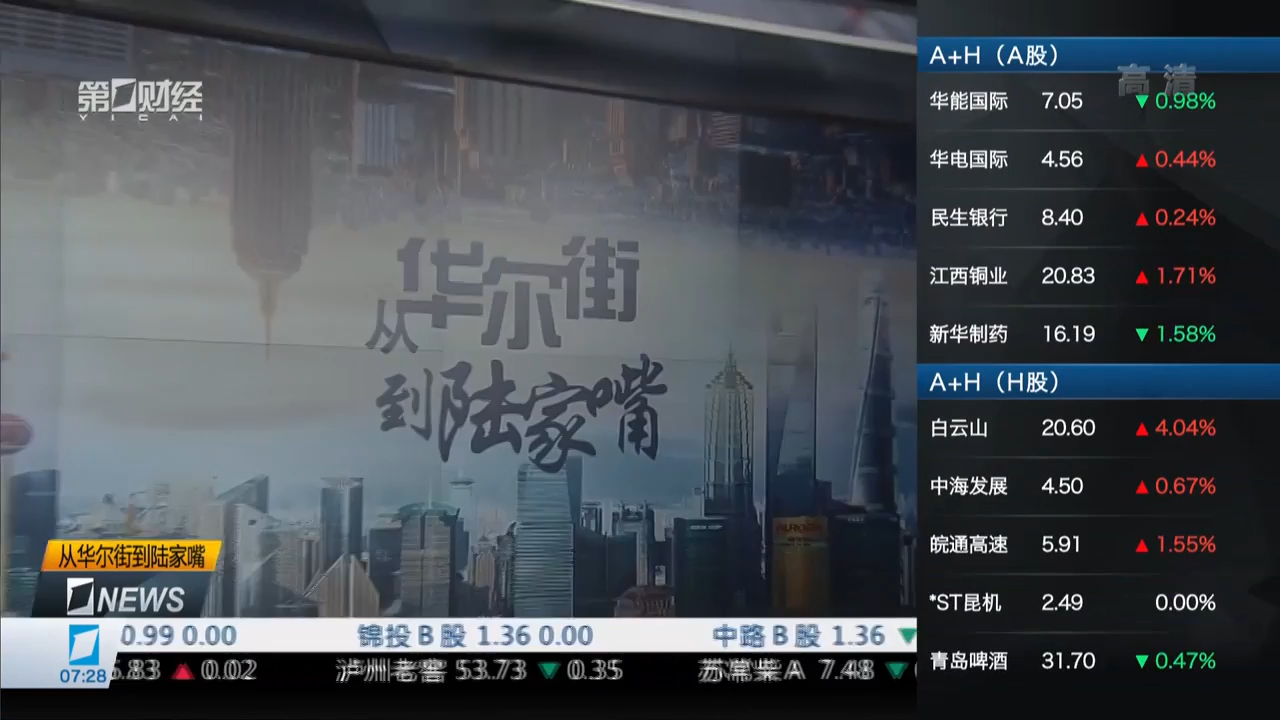 第一财经
YICAI
从华尔街
到陆家嘴
从华尔街到陆家嘴
NEWS
0.99 0.00 锦投B股 1.36 0.00 中路B股 1.36 ▼
07:28
5.83 ▲ 0.02 泸州老窖 53.73 ▼ 0.35 苏常柴A 7.48 ▼
高清
A+H（A股）
华能国际 7.05 ▼ 0.98%
华电国际 4.56 ▲ 0.44%
民生银行 8.40 ▲ 0.24%
江西铜业 20.83 ▲ 1.71%
新华制药 16.19 ▼ 1.58%
A+H（H股）
白云山 20.60 ▲ 4.04%
中海发展 4.50 ▲ 0.67%
皖通高速 5.91 ▲ 1.55%
*ST昆机 2.49 0.00%
青岛啤酒 31.70 ▼ 0.47%